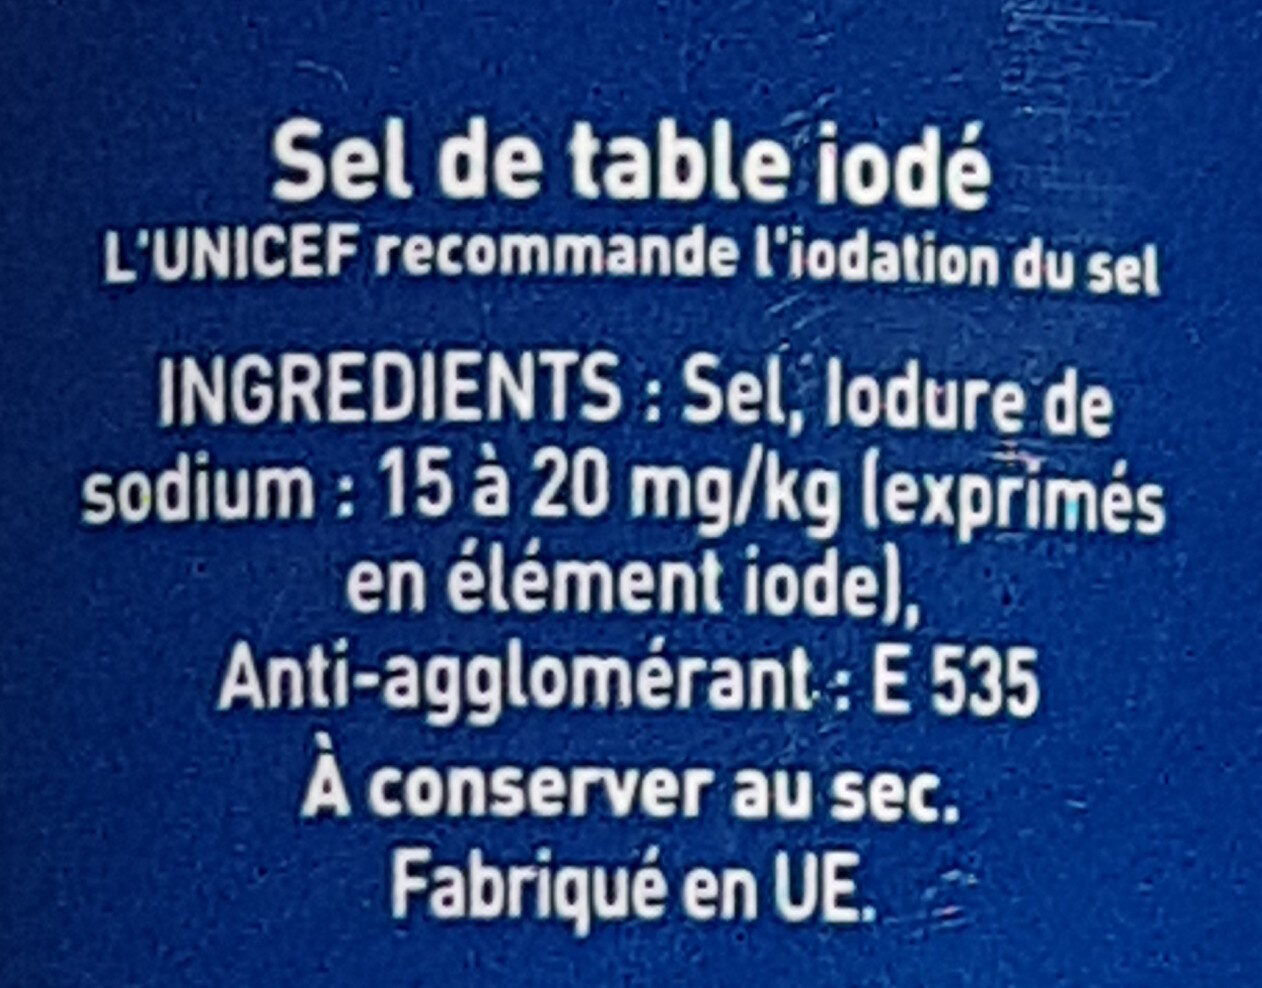 Sel de table iodé
L'UNICEF recommande l'iodation du sel
INGREDIENTS : Sel, Iodure de
sodium : 15 à 20 mg/kg (exprimés
en élément iode),
Anti-agglomérant : E 535
À conserver au sec.
Fabriqué en UE.